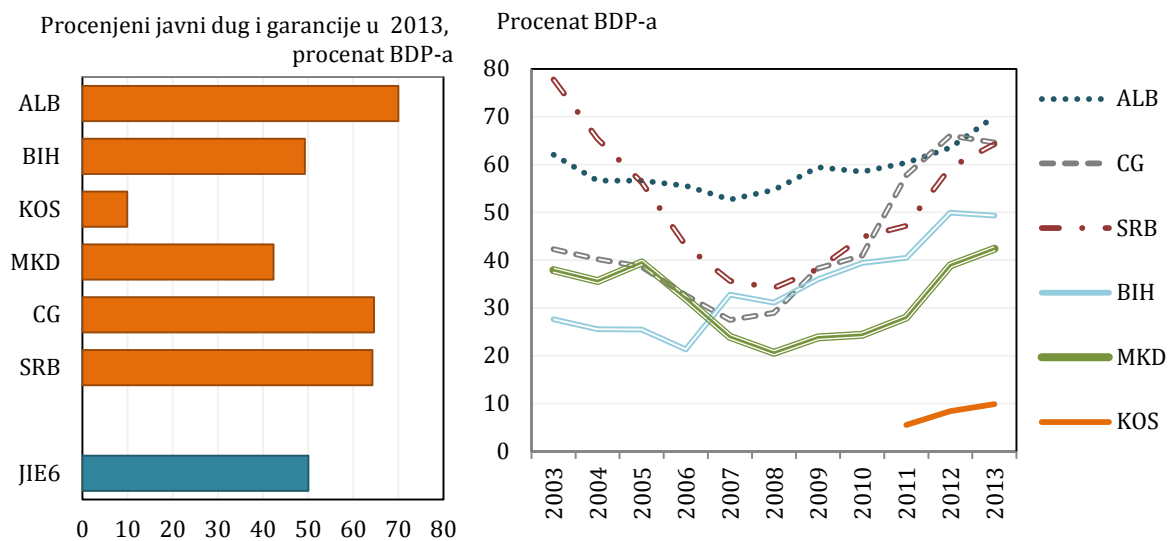 Procenjeni javni dug i garancije u 2013,
procenat BDP-a
ALB
BIH
KOS
MKD
CG
SRB
JIE6
0 10 20 30 40 50 60 70 80
Procenat BDP-a
80
70
60
50
40
30
20
10
0
2003 2004 2005 2006 2007 2008 2009 2010 2011 2012 2013
ALB
CG
SRB
BIH
MKD
KOS